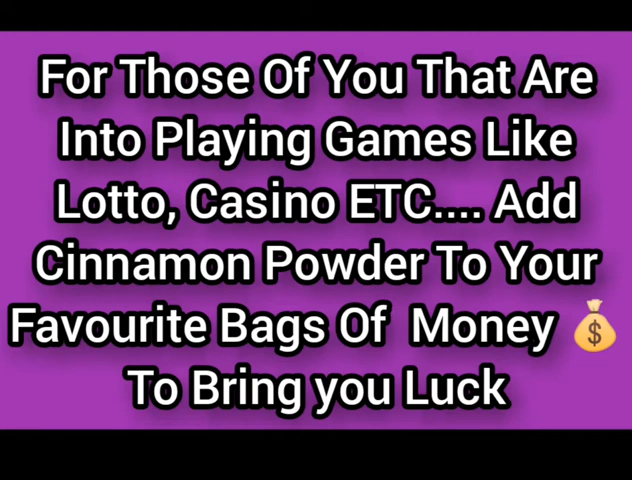 For Those Of You That Are
Into Playing Games Like
Lotto, Casino ETC.... Add
Cinnamon Powder To Your
Favourite Bags Of Money 💰
To Bring you Luck